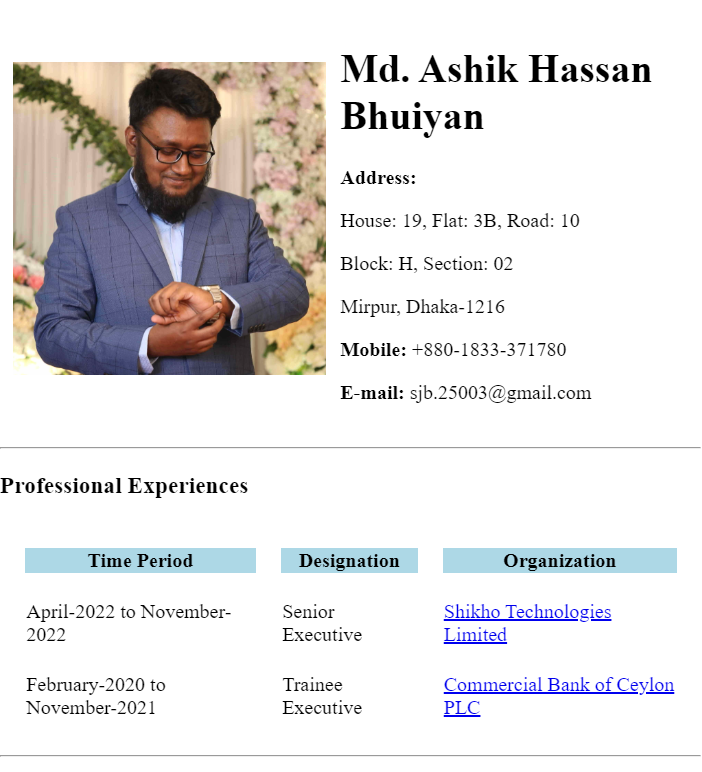 Md. Ashik Hassan
Bhuiyan
Address:
House: 19, Flat: 3B, Road: 10
Block: H, Section: 02
Mirpur, Dhaka-1216
Mobile: +880-1833-371780
E-mail: sjb.25003@gmail.com
Professional Experiences
Time Period Designation Organization
April-2022 to November- Senior Shikho Technologies
2022 Executive Limited
February-2020 to Trainee Commercial Bank of Ceylon
November-2021 Executive PLC